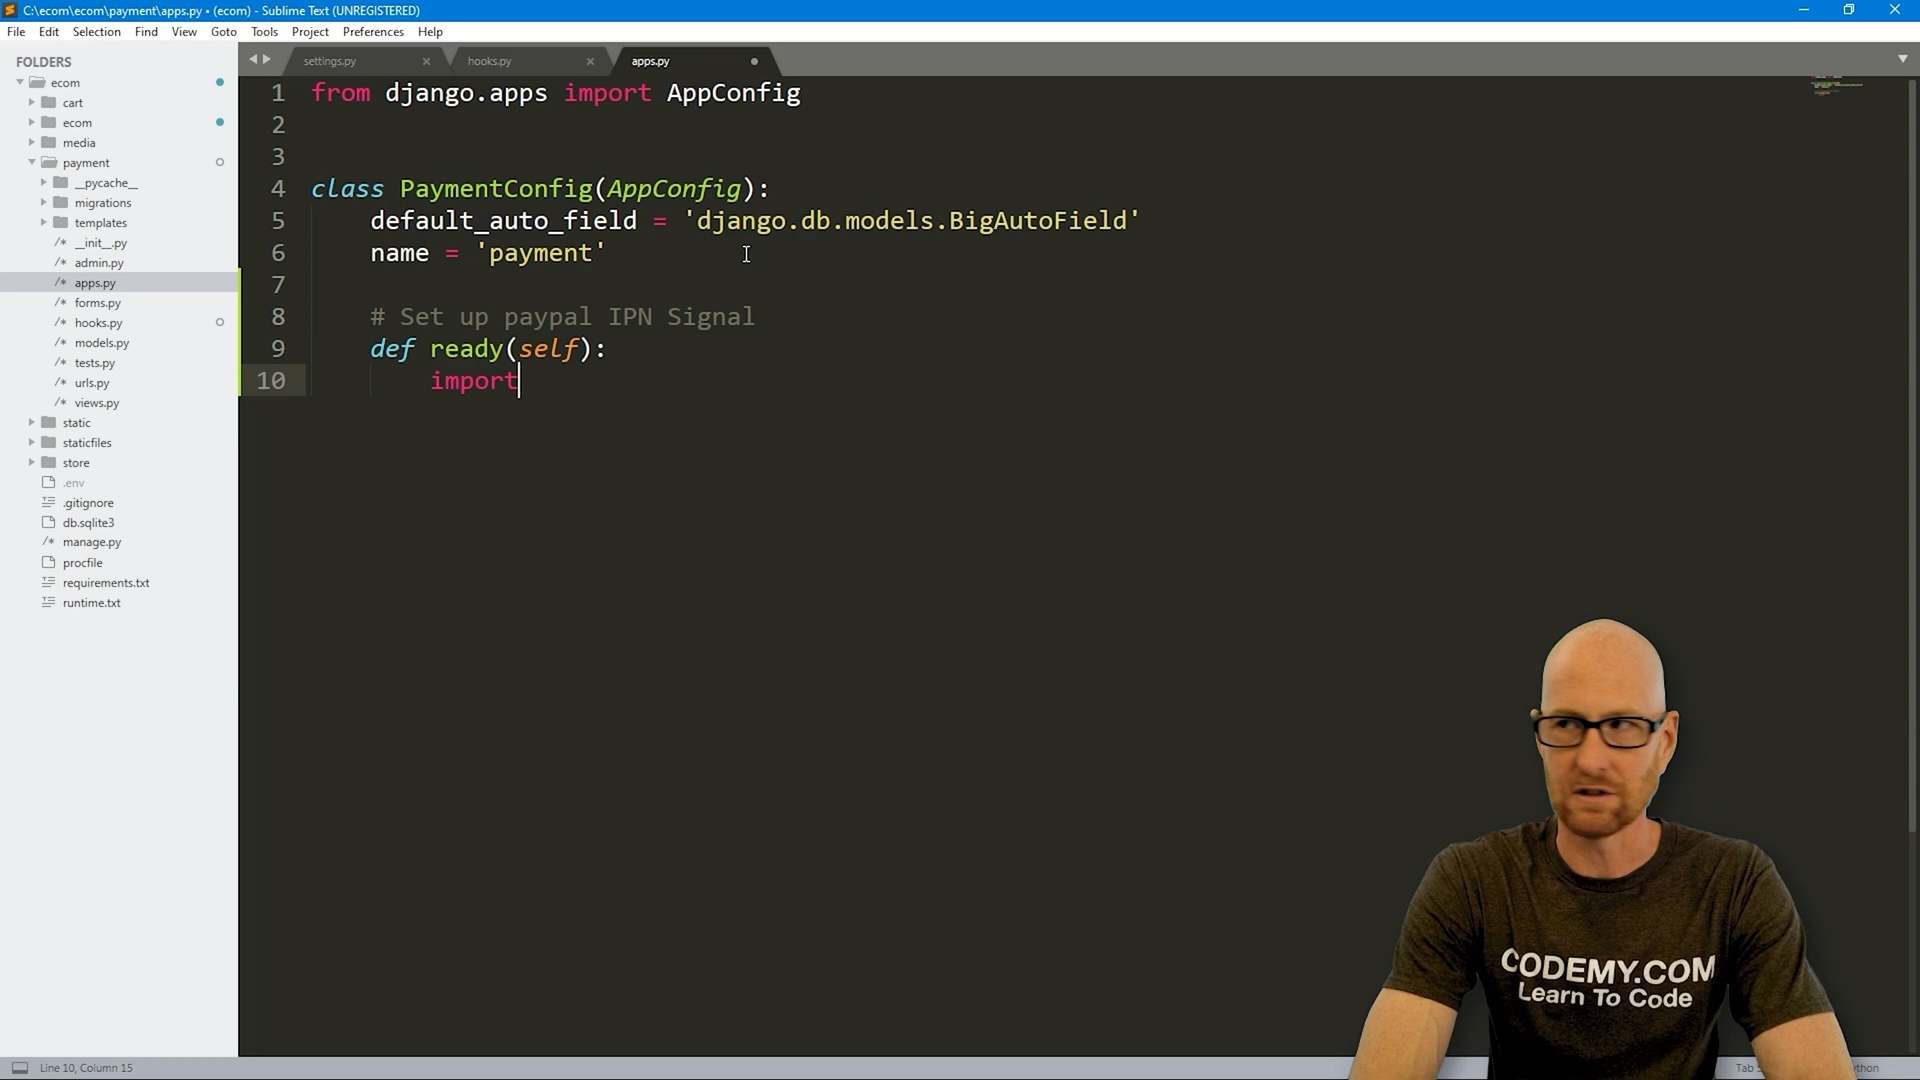 C:\ecom\ecom\payment\apps.py • (ecom) - Sublime Text (UNREGISTERED)
File Edit Selection Find View Goto Tools Project Preferences Help
FOLDERS
ecom
cart
ecom
media
payment
__pycache__
migrations
templates
__init__.py
admin.py
apps.py
forms.py
hooks.py
models.py
tests.py
urls.py
views.py
static
staticfiles
store
.env
.gitignore
db.sqlite3
manage.py
procfile
requirements.txt
runtime.txt
settings.py hooks.py apps.py
1 from django.apps import AppConfig
2
3
4 class PaymentConfig(AppConfig):
5 default_auto_field = 'django.db.models.BigAutoField'
6 name = 'payment'
7
8 # Set up paypal IPN Signal
9 def ready(self):
10 import
CODEMY.COM
Learn To Code
Line 10, Column 15
Tab